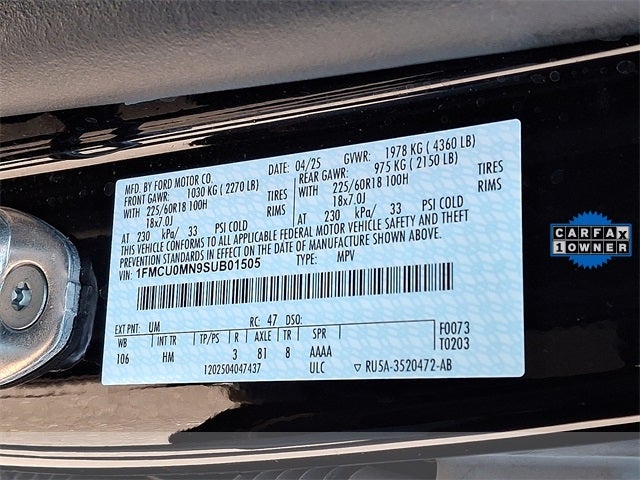 MFD. BY FORD MOTOR CO.
DATE: 04/25 GVWR: 1978 KG ( 4360 LB)
FRONT GAWR: 1030 KG ( 2270 LB)
REAR GAWR: 975 KG ( 2150 LB)
WITH 225/60R18 100H TIRES
WITH 225/60R18 100H TIRES
18x7.0J RIMS
18x7.0J RIMS
AT 230 kPa/ 33 PSI COLD
AT 230 kPa/ 33 PSI COLD
THIS VEHICLE CONFORMS TO ALL APPLICABLE FEDERAL MOTOR VEHICLE SAFETY AND THEFT
PREVENTION STANDARDS IN EFFECT ON THE DATE OF MANUFACTURE SHOWN ABOVE.
VIN: 1FMCU0MN9SUB01505 TYPE: MPV
EXT PNT: UM RC: 47 DSO: F0073
WB INT TR TP/PS R AXLE TR SPR T0203
106 HM 3 81 8 AAAA
1202504047437 ULC ▽ RU5A-3520472-AB
CARFAX
1 OWNER